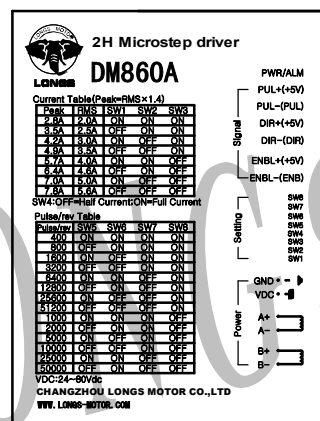 LONGS MOTOR
LONGS
2H Microstep driver
DM860A
Current Table(Peak=RMS×1.4)
Peak RMS SW1 SW2 SW3
2.8A 2.0A ON ON ON
3.5A 2.5A OFF ON ON
4.2A 3.0A ON OFF ON
4.9A 3.5A OFF OFF ON
5.7A 4.0A ON ON OFF
6.4A 4.6A OFF ON OFF
7.0A 5.0A ON OFF OFF
7.8A 5.6A OFF OFF OFF
SW4:OFF=Half Current:ON=Full Current
Pulse/rev Table
Pulse/rev SW5 SW6 SW7 SW8
400 ON ON ON ON
800 OFF ON ON ON
1600 ON OFF ON ON
3200 OFF OFF ON ON
6400 ON ON OFF ON
12800 OFF ON OFF ON
25600 ON OFF OFF ON
51200 OFF OFF OFF ON
1000 ON ON ON OFF
2000 OFF ON ON OFF
5000 ON OFF ON OFF
10000 OFF OFF ON OFF
25000 ON ON OFF OFF
50000 OFF ON OFF OFF
VDC:24~80Vdc
CHANGZHOU LONGS MOTOR CO.,LTD
WWW. LONGS-MOTOR. COM
PWR/ALM
Signal
PUL+(+5V)
PUL-(PUL)
DIR+(+5V)
DIR-(DIR)
ENBL+(+5V)
ENBL-(ENB)
Setting
SW8
SW7
SW6
SW5
SW4
SW3
SW2
SW1
Power
GND
VDC
A+
A-
B+
B-